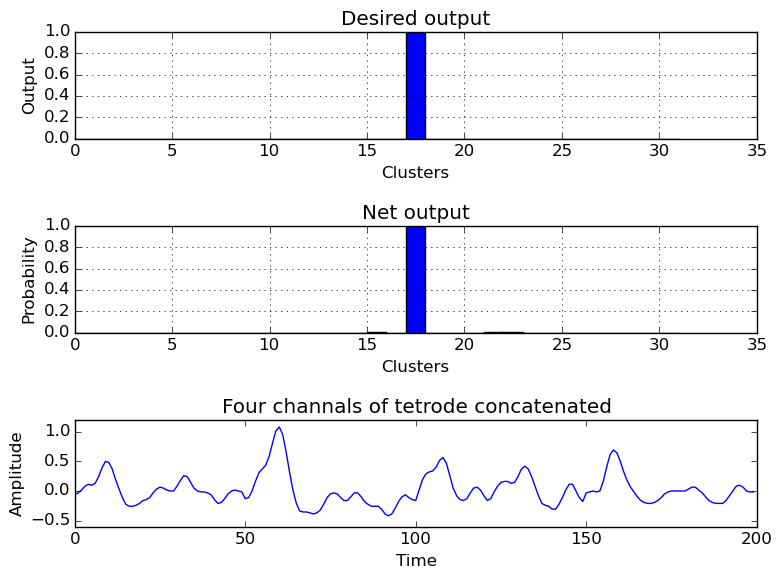 Desired output
1.0
0.8
0.6
0.4
0.2
0.0
Output
0 5 10 15 20 25 30 35
Clusters
Net output
1.0
0.8
0.6
0.4
0.2
0.0
Probability
0 5 10 15 20 25 30 35
Clusters
Four channals of tetrode concatenated
1.0
0.5
0.0
−0.5
Amplitude
0 50 100 150 200
Time